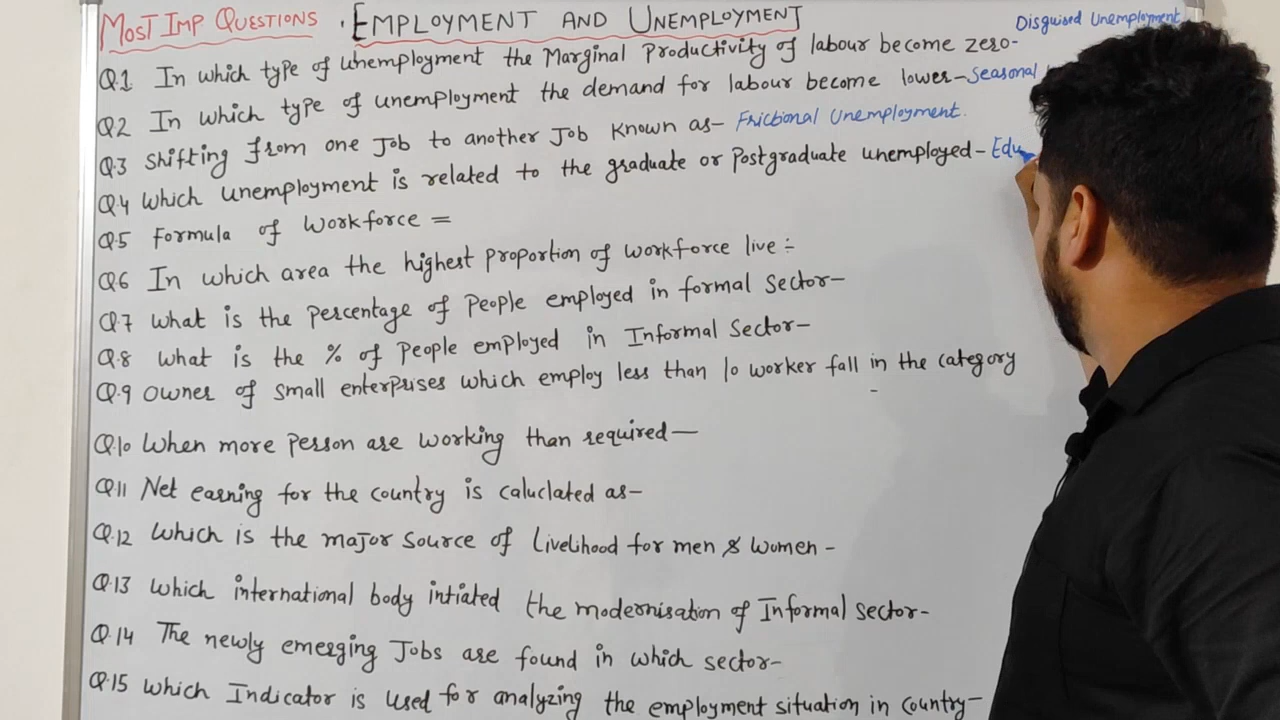 MOST IMP QUESTIONS . EMPLOYMENT AND UNEMPLOYMENT
Disguised Unemployment
Q.1 In which type of unemployment the Marginal Productivity of labour become zero-
Q.2 In which type of unemployment the demand for labour become lower- Seasonal
Q.3 Shifting from one Job to another Job Known as- Frictional Unemployment.
Q.4 Which unemployment is related to the graduate or Postgraduate unemployed- Edu
Q.5 Formula of Workforce =
Q.6 In which area the highest proportion of workforce live :-
Q.7 What is the percentage of People employed in formal Sector-
Q.8 What is the % of People employed in Informal Sector-
Q.9 Owner of small enterprises which employ less than 10 worker fall in the category -
Q.10 When more Person are working than required-
Q.11 Net earning for the country is caluclated as-
Q.12 Which is the major source of Livelihood for men & women -
Q.13 Which international body intiated the modernisation of Informal sector-
Q.14 The newly emerging Jobs are found in which sector-
Q.15 Which Indicator is used for analyzing the employment situation in country-